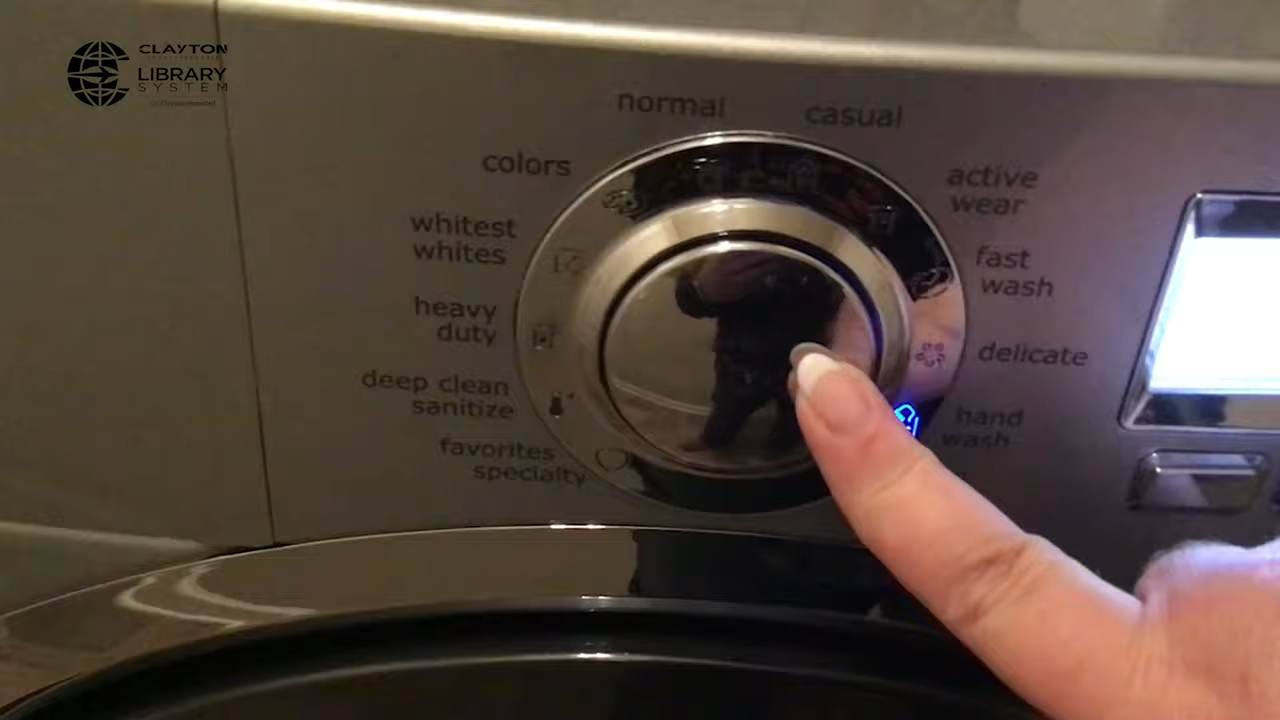 CLAYTON
LIBRARY
SYSTEM
normal
casual
colors
active
wear
whitest
whites
fast
wash
heavy
duty
delicate
deep clean
sanitize
hand
wash
favorites
specialty